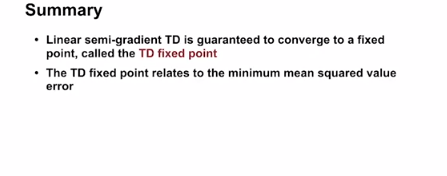 Summary
• Linear semi-gradient TD is guaranteed to converge to a fixed
point, called the TD fixed point
• The TD fixed point relates to the minimum mean squared value
error